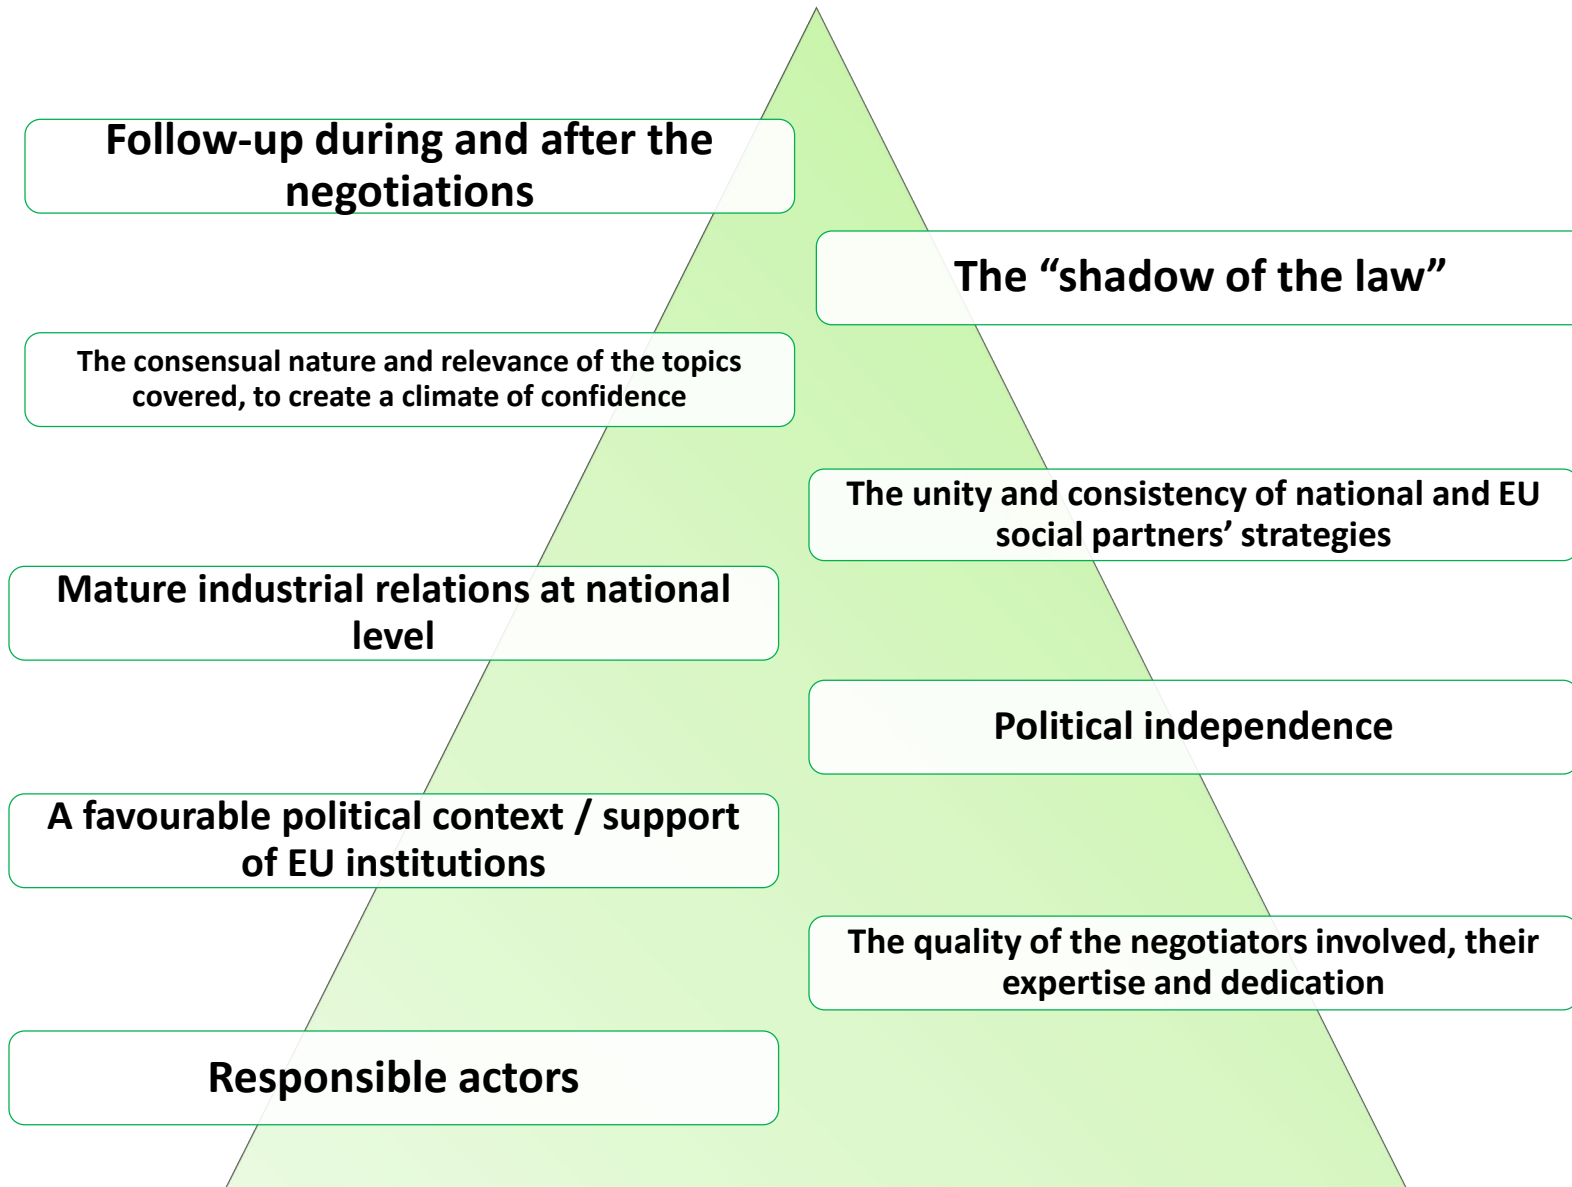 Follow-up during and after the
negotiations
The “shadow of the law”
The consensual nature and relevance of the topics
covered, to create a climate of confidence
The unity and consistency of national and EU
social partners’ strategies
Mature industrial relations at national
level
Political independence
A favourable political context / support
of EU institutions
The quality of the negotiators involved, their
expertise and dedication
Responsible actors